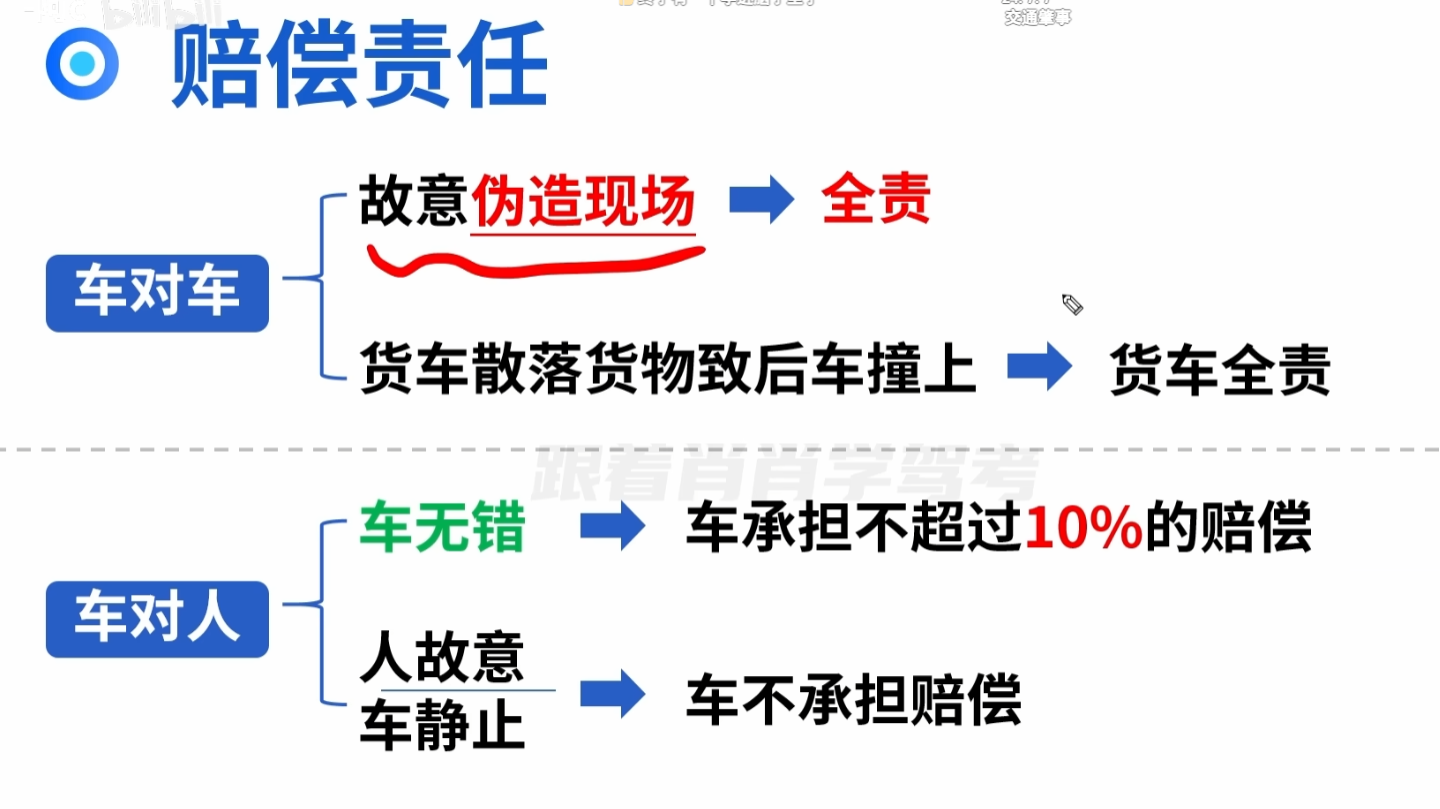 bilibili
交通肇事
赔偿责任
故意伪造现场
全责
车对车
货车散落货物致后车撞上
货车全责
跟着肖肖学驾考
车无错
车承担不超过10%的赔偿
车对人
人故意
车静止
车不承担赔偿